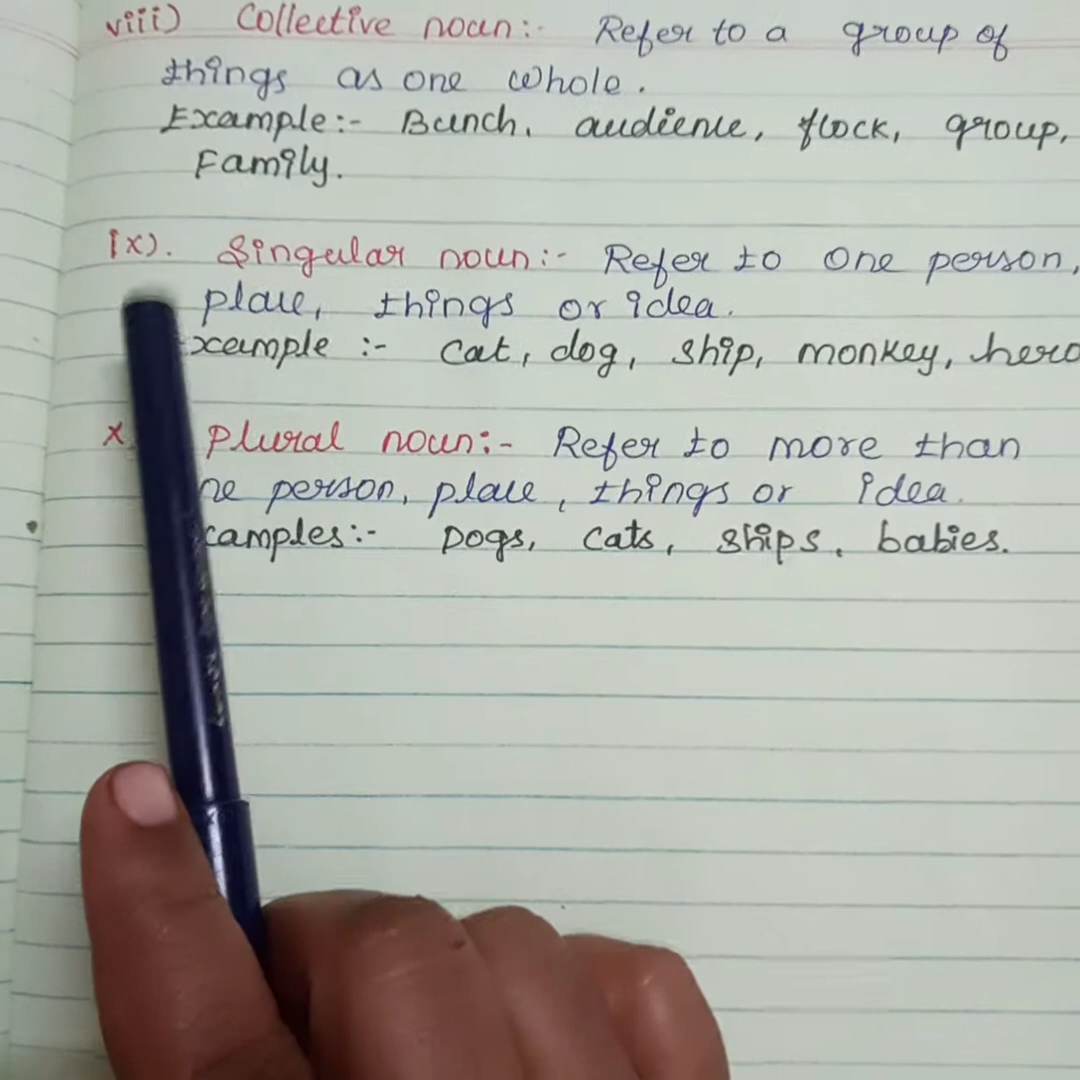 viii) Collective noun:- Refer to a group of
things as one whole.
Example:- Bunch, audience, flock, group,
Family.
ix). Singular noun:- Refer to one person,
place, things or idea.
xample :- Cat, dog, ship, monkey, hero
x Plural noun:- Refer to more than
ne person, place, things or idea.
xamples:- Dogs, Cats, ships, babies.